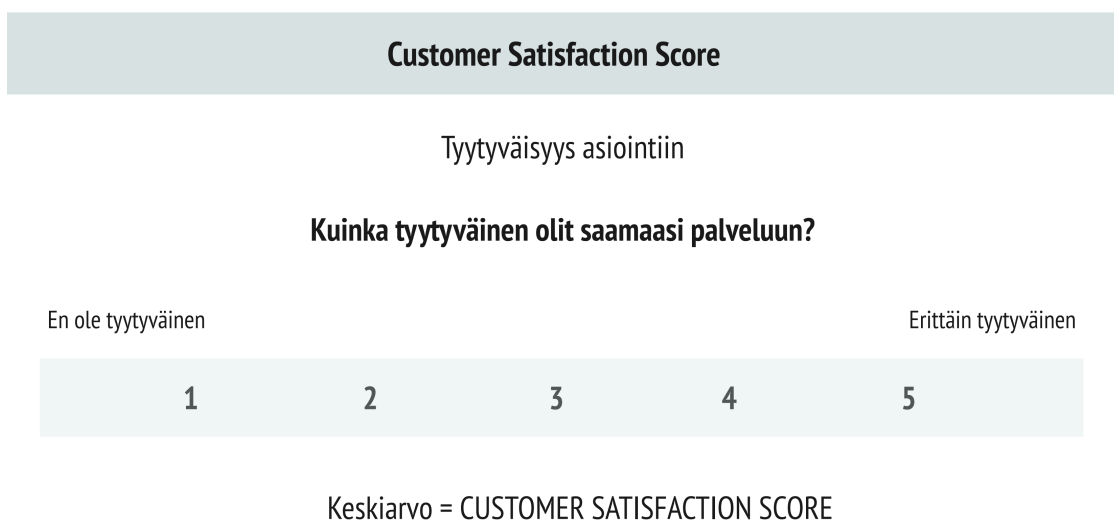 Customer Satisfaction Score
Tyytyväisyys asiointiin
Kuinka tyytyväinen olit saamaasi palveluun?
En ole tyytyväinen Erittäin tyytyväinen
1 2 3 4 5
Keskiarvo = CUSTOMER SATISFACTION SCORE